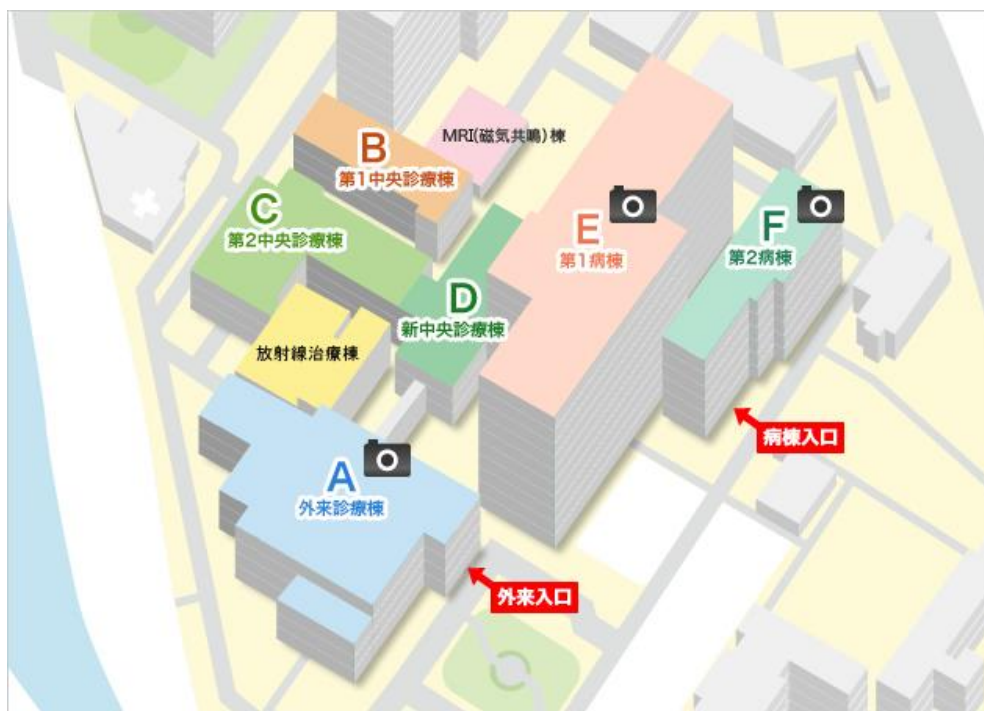 B
第1中央診療棟
MRI(磁気共鳴)棟
C
第2中央診療棟
D
新中央診療棟
E
第1病棟
F
第2病棟
放射線治療棟
A
外来診療棟
病棟入口
外来入口